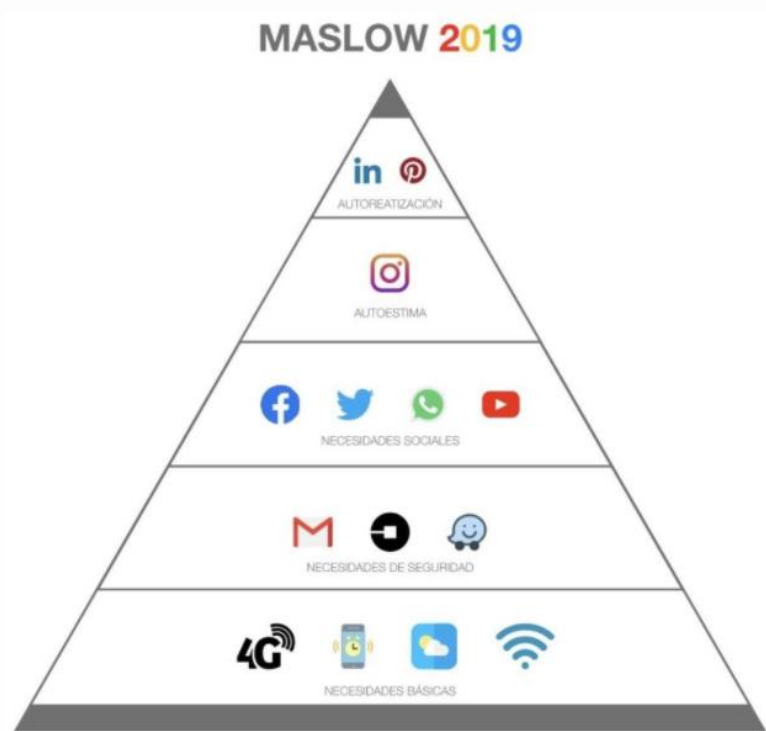 MASLOW 2019
in
AUTOREATIZACIÓN
AUTOESTIMA
NECESIDADES SOCIALES
NECESIDADES DE SEGURIDAD
4G
NECESIDADES BÁSICAS